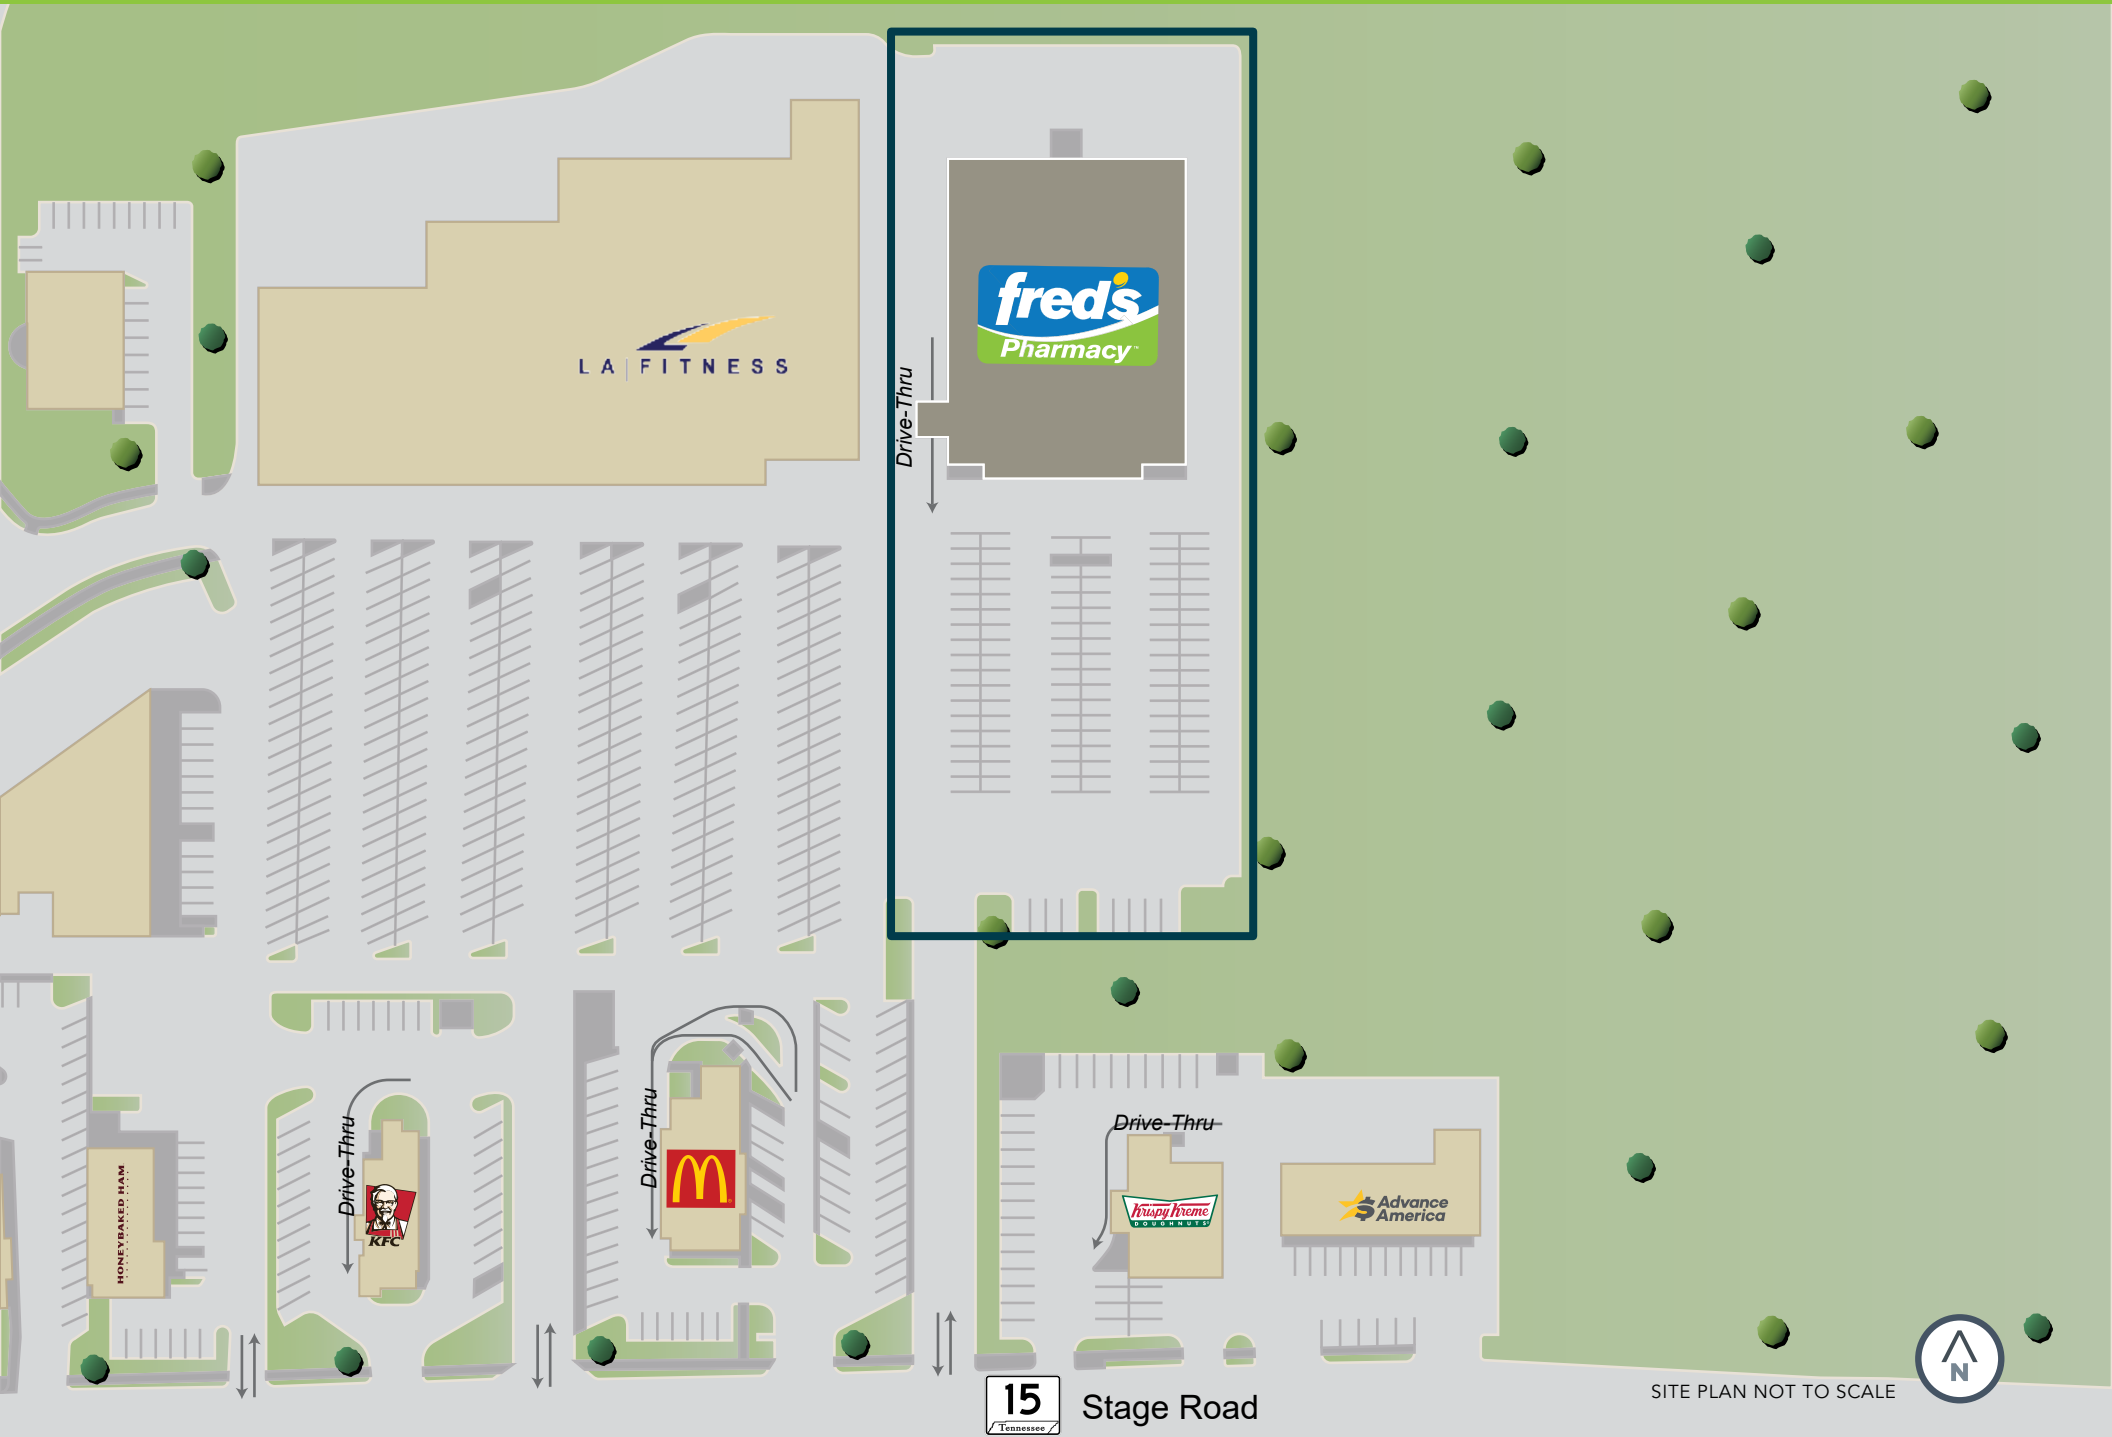 fred's
Pharmacy™
LA FITNESS
Drive-Thru
Drive-Thru
Drive-Thru
Drive-Thru
HONEYBAKED HAM
KFC
Krispy Kreme
DOUGHNUTS
Advance
America
15
Tennessee
Stage Road
SITE PLAN NOT TO SCALE
N